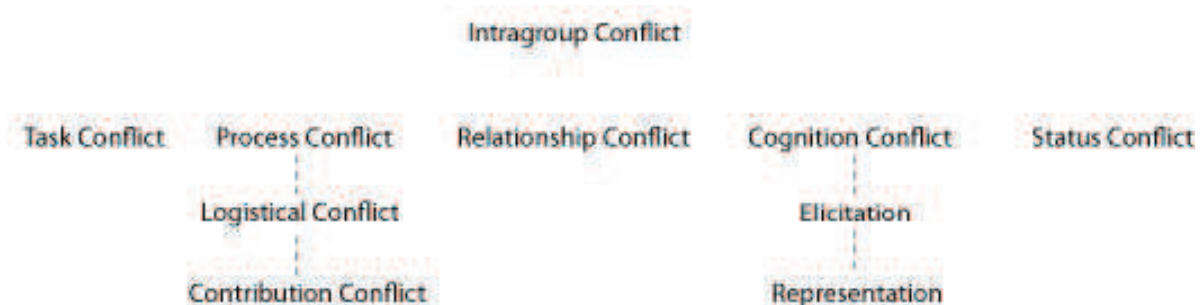 Intragroup Conflict
Task Conflict Process Conflict Relationship Conflict Cognition Conflict Status Conflict
Logistical Conflict Elicitation
Contribution Conflict Representation